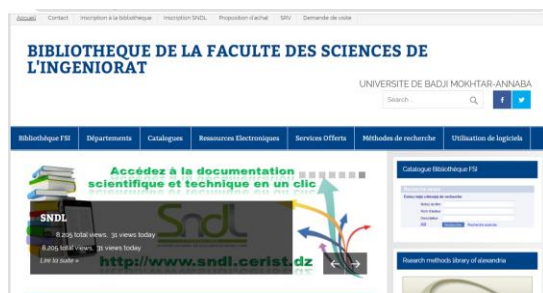 Accueil Contact Inscription à la bibliothèque Inscription SNDL Proposition d'achat SRV Demande de visite
BIBLIOTHEQUE DE LA FACULTE DES SCIENCES DE
L'INGENIORAT
UNIVERSITE DE BADJI MOKHTAR-ANNABA
Search
Bibliothèque FSI Départements Catalogues Ressources Electroniques Services Offerts Méthodes de recherche Utilisation de logiciels
Accédez à la documentation
scientifique et technique en un clic
SNDL
8.205 total views, 31 views today
8.205 total views, 31 views today
Lire la suite »
Sndl
http://www.sndl.cerist.dz
Catalogue Bibliothèque FSI
Rsearch methods library of alexandria